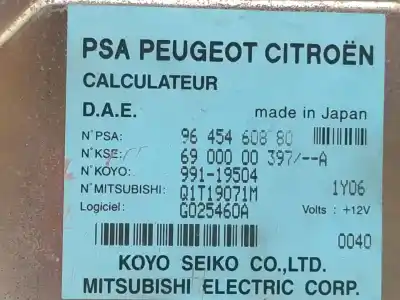 PSA PEUGEOT CITROËN
CALCULATEUR
D.A.E. made in Japan
N°PSA: 96 454 608 80
N°KSE: 69 000 00 397/--A
N°KOYO: 991-19504
N°MITSUBISHI: Q1T19071M 1Y06
Logiciel: G025460A Volts : +12V
0040
KOYO SEIKO CO.,LTD.
MITSUBISHI ELECTRIC CORP.